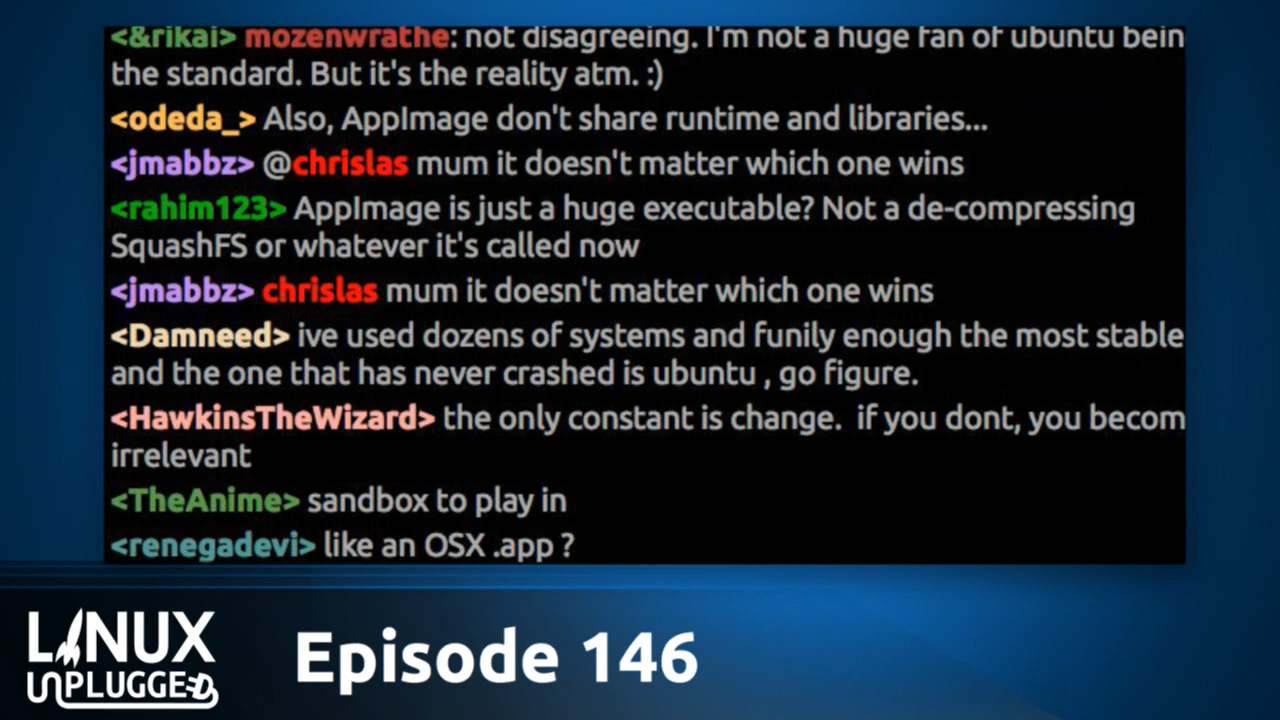 <&rikai> mozenwrathe: not disagreeing. I'm not a huge fan of ubuntu bein
the standard. But it's the reality atm. :)
<odeda_> Also, AppImage don't share runtime and libraries...
<jmabbz> @chrislas mum it doesn't matter which one wins
<rahim123> AppImage is just a huge executable? Not a de-compressing
SquashFS or whatever it's called now
<jmabbz> chrislas mum it doesn't matter which one wins
<Damneed> ive used dozens of systems and funily enough the most stable
and the one that has never crashed is ubuntu , go figure.
<HawkinsTheWizard> the only constant is change.  if you dont, you becom
irrelevant
<TheAnime> sandbox to play in
<renegadevi> like an OSX .app ?
LINUX
UNPLUGGED
Episode 146